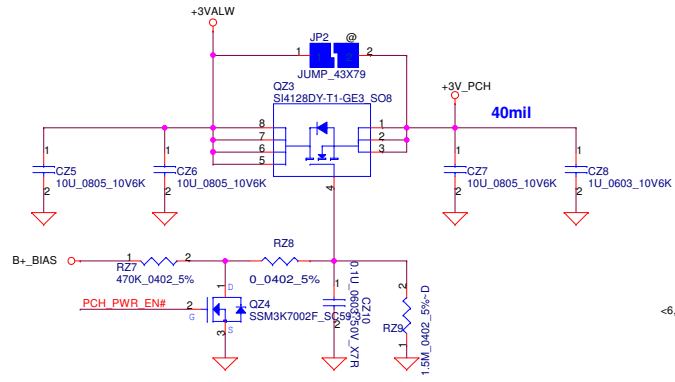 +3VALW
JP2 @
1 2
JUMP_43X79
QZ3
SI4128DY-T1-GE3_SO8
+3V_PCH
40mil
8 1
7 2
6 3
5
4
1 1 1 1
CZ5 CZ6 CZ7 CZ8
10U_0805_10V6K 10U_0805_10V6K 10U_0805_10V6K 1U_0603_10V6K
2 2 2 2
B+_BIAS 1 2 RZ8
RZ7
470K_0402_5% 0_0402_5%
1 D
PCH_PWR_EN# 2 QZ4
G SSM3K7002F_SC59-3
3 S
1
CZ10
0.1U_0603_50V_X7R
2
2
RZ9
1
1.5M_0402_5%~D
<6,